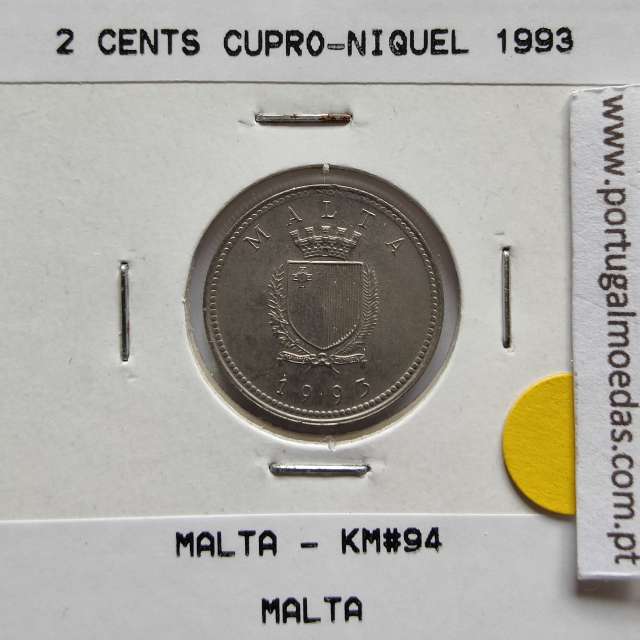 2 CENTS CUPRO-NIQUEL 1993
MALTA
1993
MALTA - KM#94
MALTA
www.portugalmoedas.com.pt